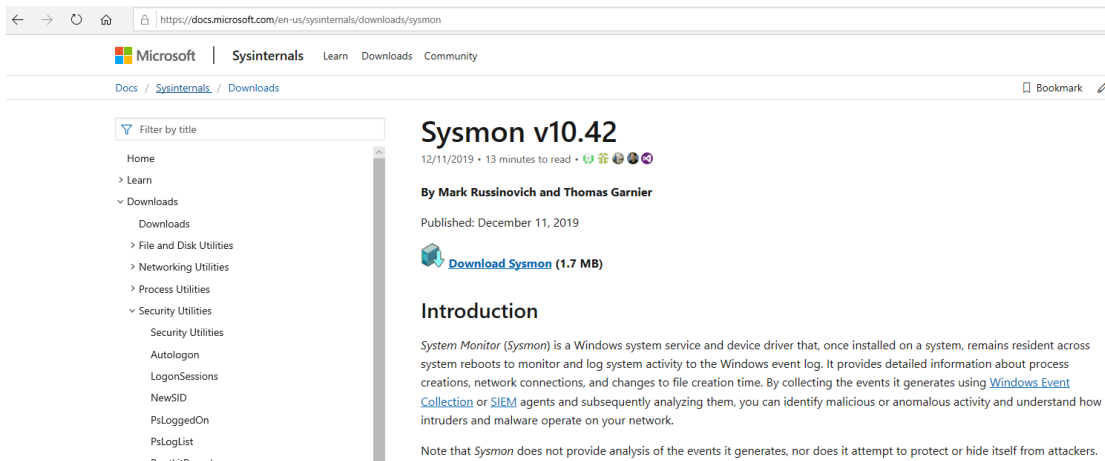 https://docs.microsoft.com/en-us/sysinternals/downloads/sysmon
Microsoft Sysinternals Learn Downloads Community
Docs / Sysinternals / Downloads
Bookmark
Filter by title
Home
Learn
Downloads
Downloads
File and Disk Utilities
Networking Utilities
Process Utilities
Security Utilities
Security Utilities
Autologon
LogonSessions
NewSID
PsLoggedOn
PsLogList
Sysmon v10.42
12/11/2019 • 13 minutes to read •
By Mark Russinovich and Thomas Garnier
Published: December 11, 2019
Download Sysmon (1.7 MB)
Introduction
System Monitor (Sysmon) is a Windows system service and device driver that, once installed on a system, remains resident across
system reboots to monitor and log system activity to the Windows event log. It provides detailed information about process
creations, network connections, and changes to file creation time. By collecting the events it generates using Windows Event
Collection or SIEM agents and subsequently analyzing them, you can identify malicious or anomalous activity and understand how
intruders and malware operate on your network.
Note that Sysmon does not provide analysis of the events it generates, nor does it attempt to protect or hide itself from attackers.